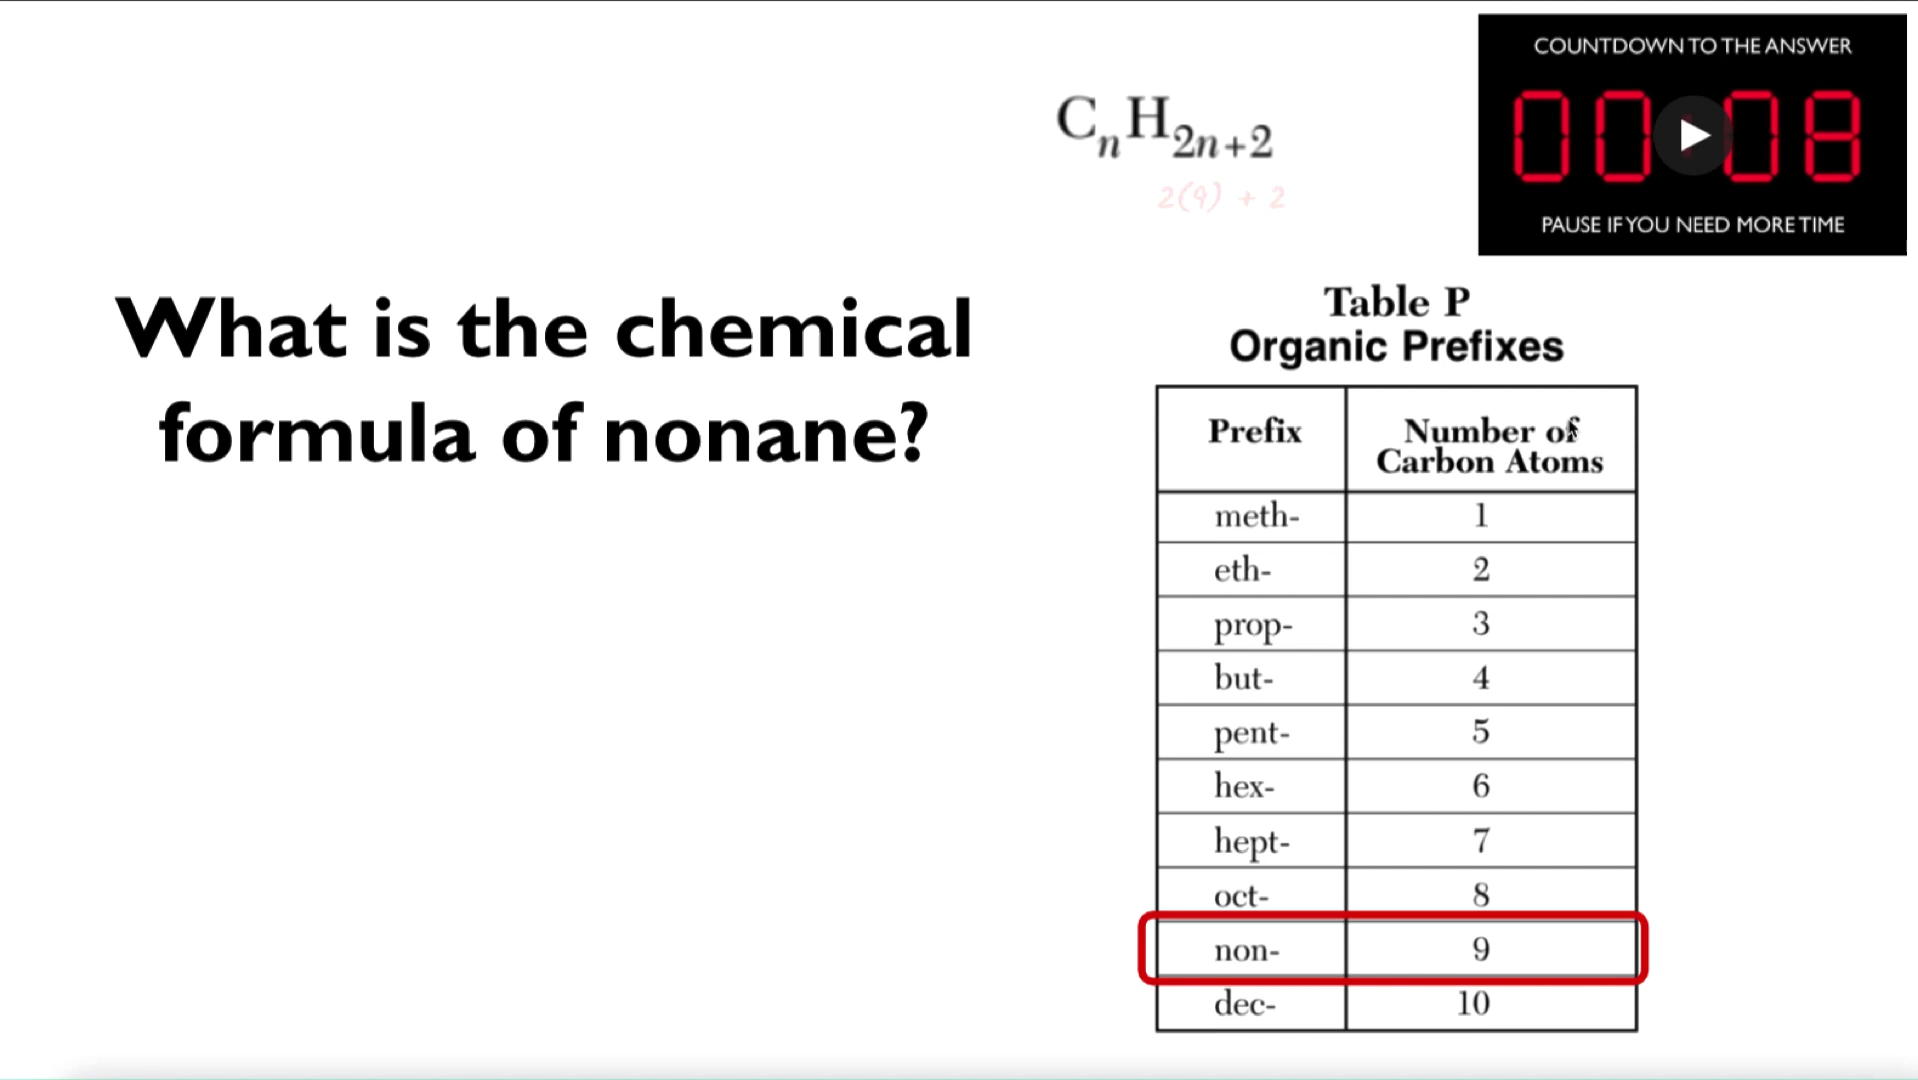 COUNTDOWN TO THE ANSWER
00:08
PAUSE IF YOU NEED MORE TIME
CₙH₂ₙ₊₂
2(9) + 2
What is the chemical
formula of nonane?
Table P
Organic Prefixes
Prefix Number of
Carbon Atoms
meth- 1
eth- 2
prop- 3
but- 4
pent- 5
hex- 6
hept- 7
oct- 8
non- 9
dec- 10